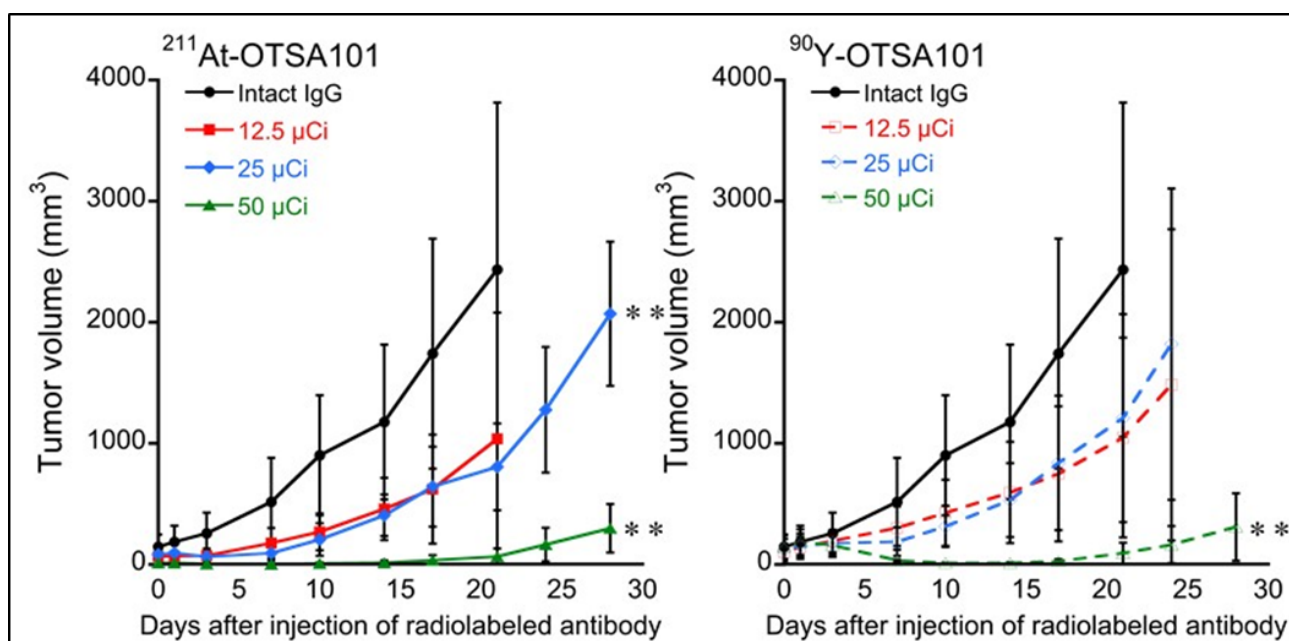 ²¹¹At-OTSA101
4000
3000
2000
1000
0
Tumor volume (mm³)
Intact IgG
12.5 µCi
25 µCi
50 µCi
* *
* *
0 5 10 15 20 25 30
Days after injection of radiolabeled antibody
⁹⁰Y-OTSA101
4000
3000
2000
1000
0
Tumor volume (mm³)
Intact IgG
12.5 µCi
25 µCi
50 µCi
* *
0 5 10 15 20 25 30
Days after injection of radiolabeled antibody